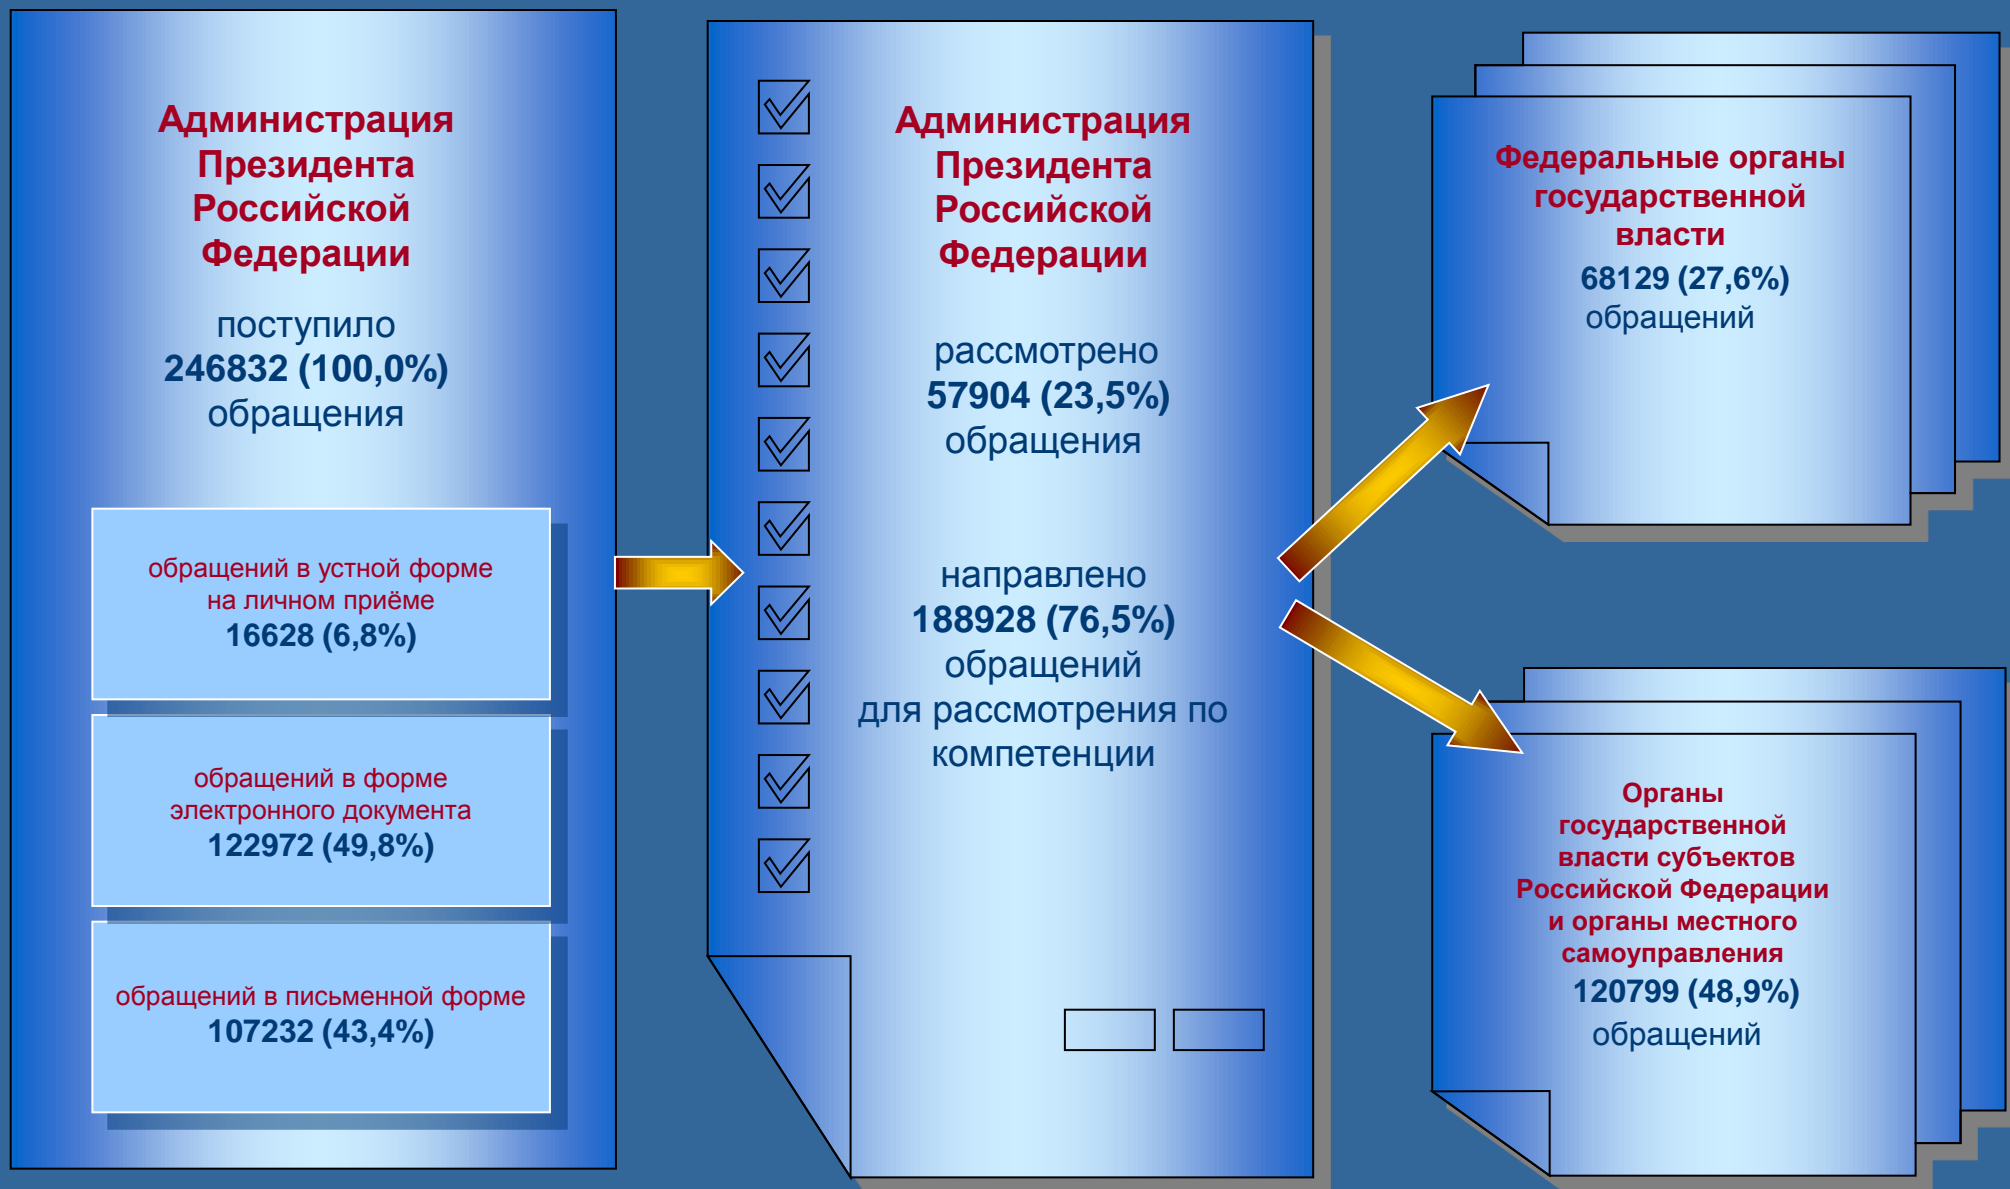 Администрация
Президента
Российской
Федерации
поступило
246832 (100,0%)
обращения
обращений в устной форме
на личном приёме
16628 (6,8%)
обращений в форме
электронного документа
122972 (49,8%)
обращений в письменной форме
107232 (43,4%)
Администрация
Президента
Российской
Федерации
рассмотрено
57904 (23,5%)
обращения
направлено
188928 (76,5%)
обращений
для рассмотрения по
компетенции
Федеральные органы
государственной
власти
68129 (27,6%)
обращений
Органы
государственной
власти субъектов
Российской Федерации
и органы местного
самоуправления
120799 (48,9%)
обращений